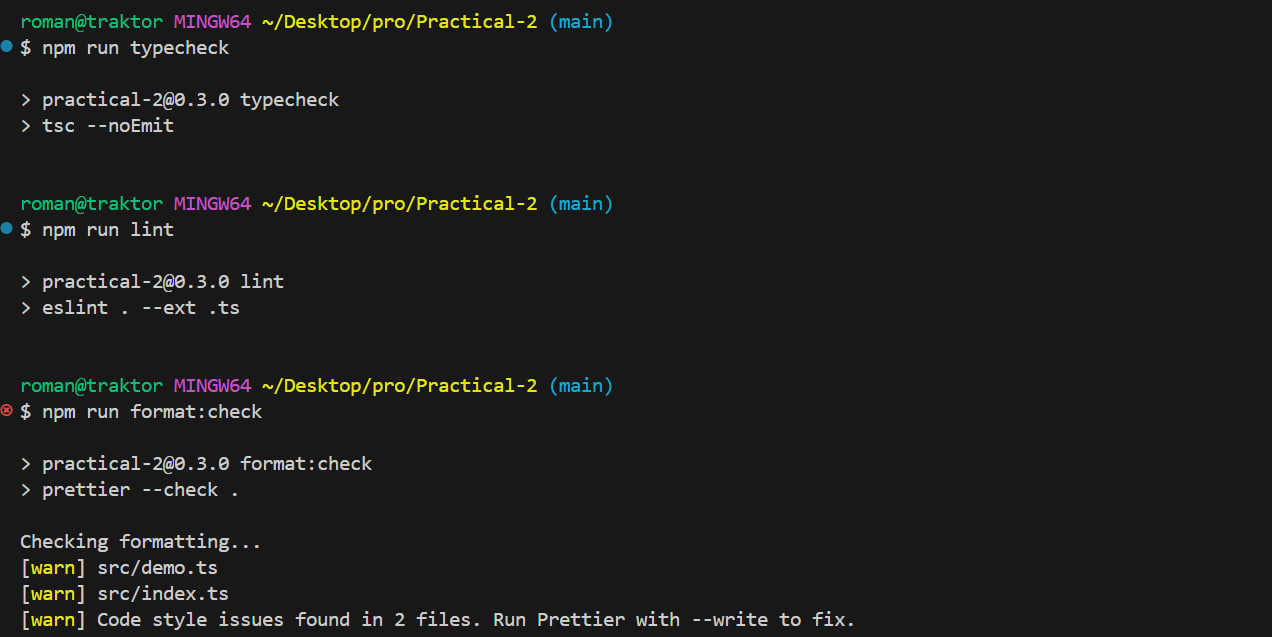 roman@traktor MINGW64 ~/Desktop/pro/Practical-2 (main)
$ npm run typecheck
> practical-2@0.3.0 typecheck
> tsc --noEmit
roman@traktor MINGW64 ~/Desktop/pro/Practical-2 (main)
$ npm run lint
> practical-2@0.3.0 lint
> eslint . --ext .ts
roman@traktor MINGW64 ~/Desktop/pro/Practical-2 (main)
$ npm run format:check
> practical-2@0.3.0 format:check
> prettier --check .
Checking formatting...
[warn] src/demo.ts
[warn] src/index.ts
[warn] Code style issues found in 2 files. Run Prettier with --write to fix.